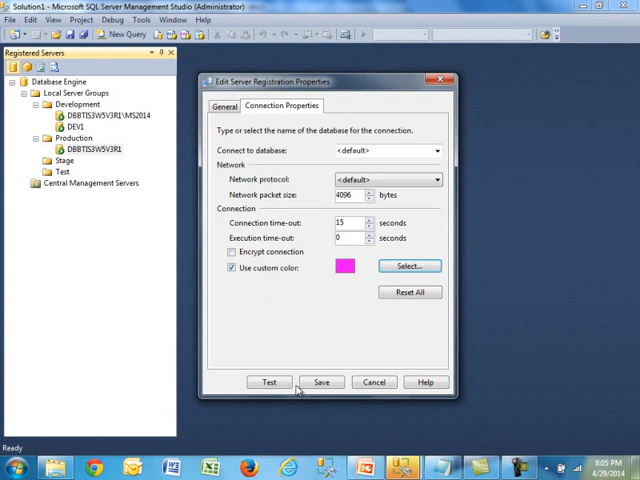 Solution1 - Microsoft SQL Server Management Studio (Administrator)
File Edit View Project Debug Tools Window Help
New Query
Registered Servers
Database Engine
Local Server Groups
Development
DBBTIS3W5V3R1\MS2014
DEV1
Production
DBBTIS3W5V3R1
Stage
Test
Central Management Servers
Edit Server Registration Properties
General Connection Properties
Type or select the name of the database for the connection.
Connect to database: <default>
Network
Network protocol: <default>
Network packet size: 4096 bytes
Connection
Connection time-out: 15 seconds
Execution time-out: 0 seconds
Encrypt connection
Use custom color: Select...
Reset All
Test Save Cancel Help
Ready
8:05 PM
4/29/2014